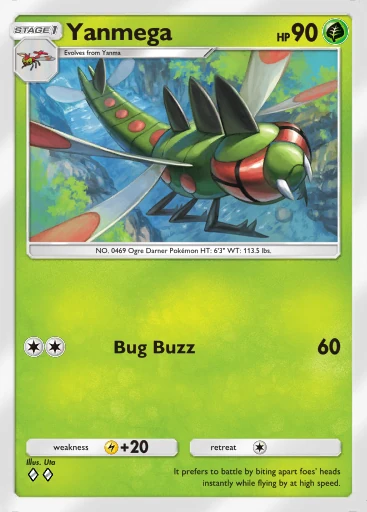 STAGE 1 Yanmega HP 90
Evolves from Yanma
NO. 0469 Ogre Darner Pokémon HT: 6'3" WT: 113.5 lbs.
Bug Buzz 60
weakness +20 retreat
Illus. Uta
It prefers to battle by biting apart foes' heads
instantly while flying by at high speed.